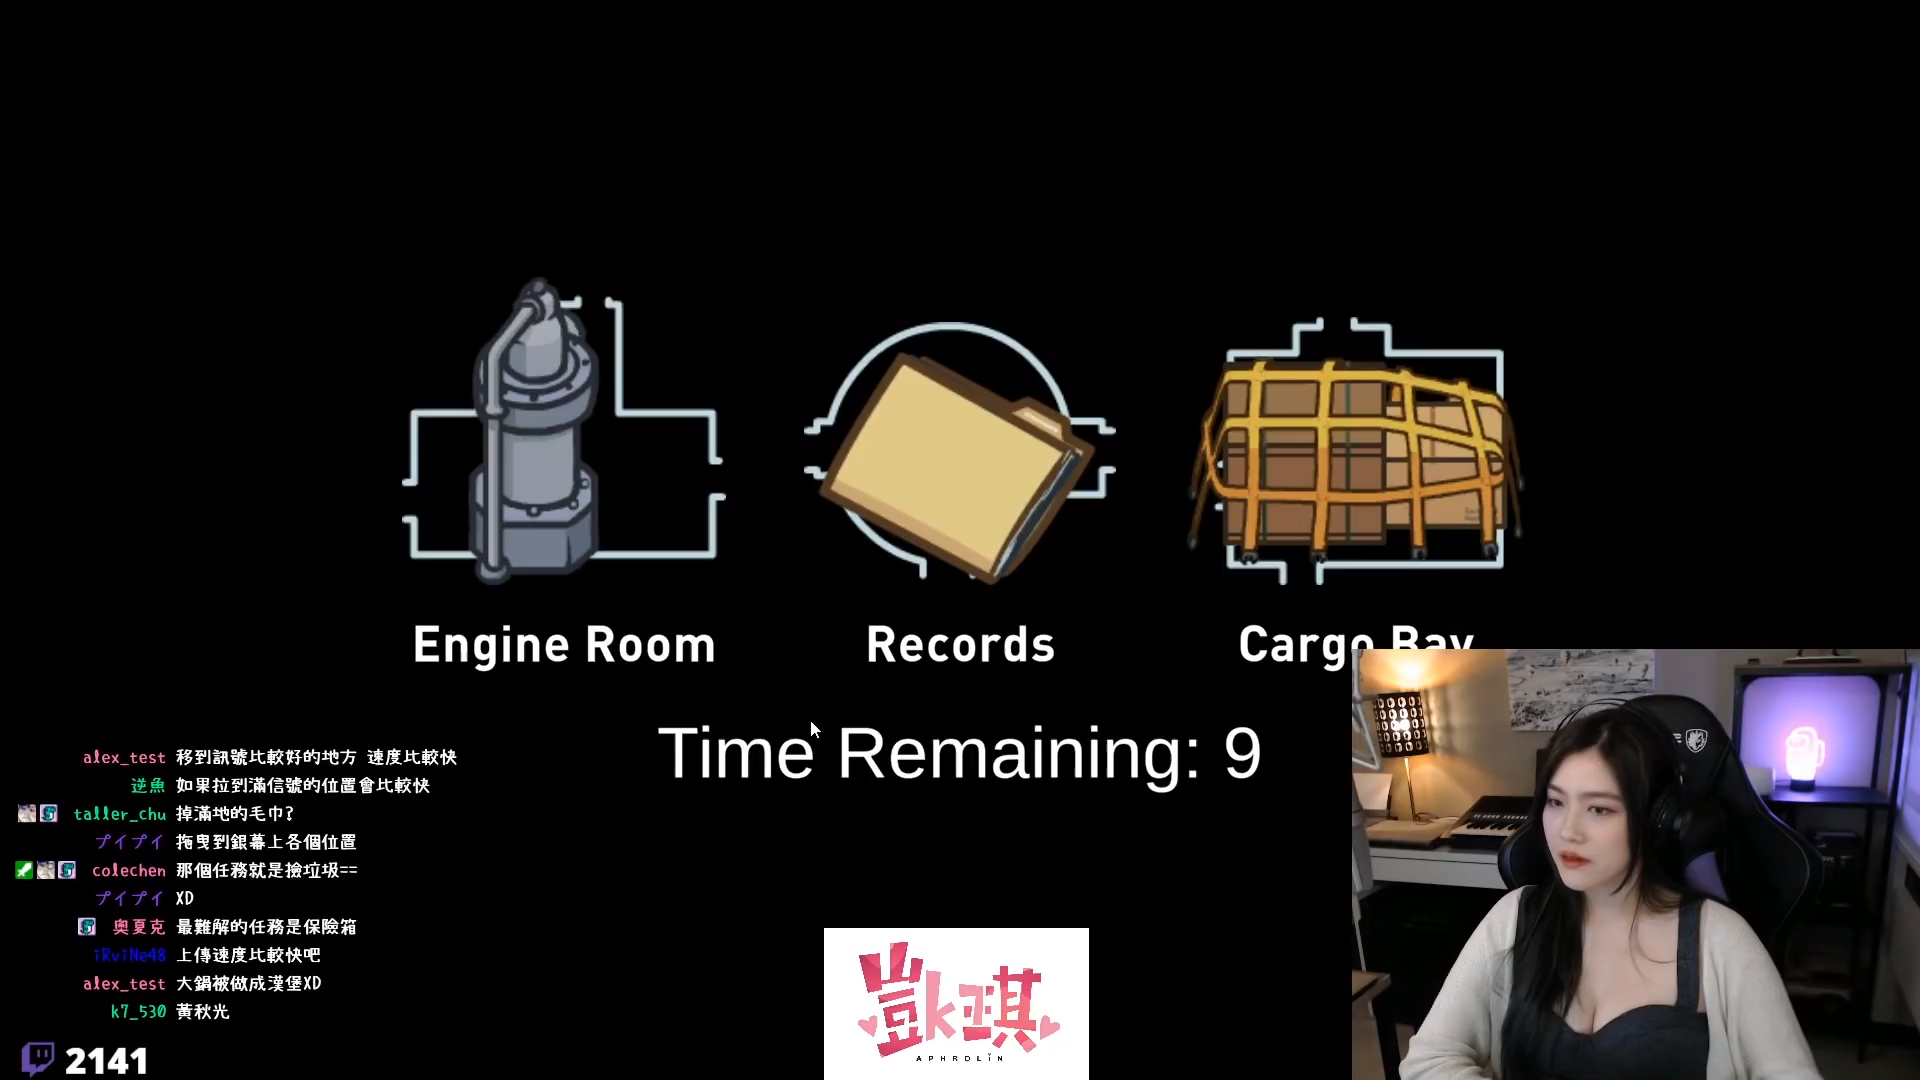 Engine Room
Records
Cargo Bay
Time Remaining: 9
alex_test 移到訊號比較好的地方 速度比較快
逆魚 如果拉到滿信號的位置會比較快
taller_chu 掉滿地的毛巾?
プイプイ 拖曳到銀幕上各個位置
colechen 那個任務就是撿垃圾==
プイプイ XD
奧夏克 最難解的任務是保險箱
iRviNe48 上傳速度比較快吧
alex_test 大鍋被做成漢堡XD
k7_530 黃秋光
2141
豈k琪
APHROLIN